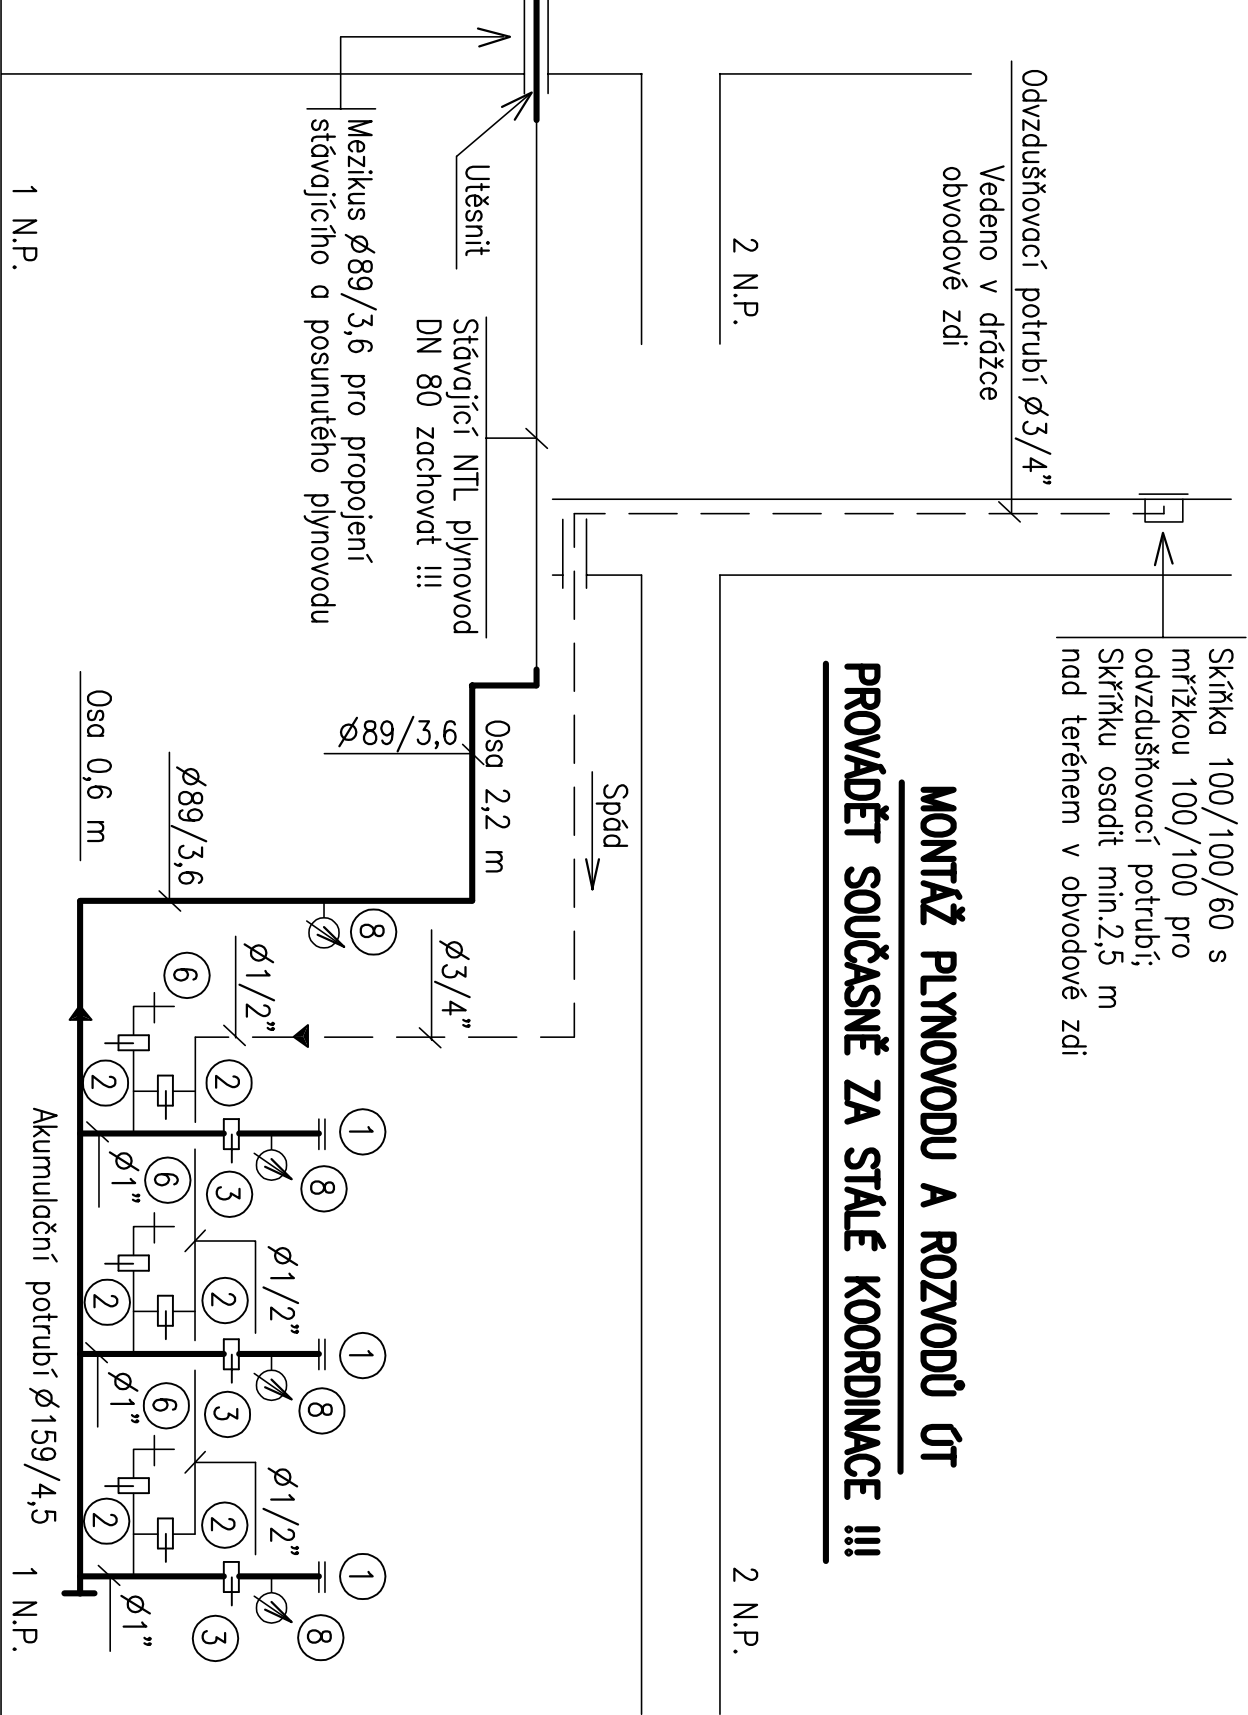 Skíňka 100/100/60 s
mřížkou 100/100 pro
odvzdušňovací potrubí;
Skříňku osadit min.2,5 m
nad terénem v obvodové zdi
Odvzdušňovací potrubí ø3/4"
Vedeno v drážce
obvodové zdi
MONTÁŽ PLYNOVODU A ROZVODŮ ÚT
PROVÁDĚT SOUČASNĚ ZA STÁLÉ KOORDINACE !!!
2 N.P.
2 N.P.
Spád
Utěsnit
Stávající NTL plynovod
DN 80 zachovat !!!
Osa 2,2 m
ø89/3,6
Mezikus ø89/3,6 pro propojení
stávajícího a posunutého plynovodu
ø3/4"
8
1
1
1
8
8
8
ø1/2"
ø1/2"
ø1/2"
2
3
2
3
2
3
ø89/3,6
6
6
6
Osa 0,6 m
2
ø1"
2
ø1"
2
ø1"
Akumulační potrubí ø159/4,5
1 N.P.
1 N.P.